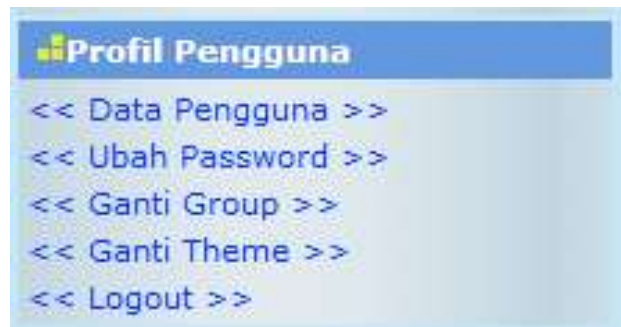 Profil Pengguna
<< Data Pengguna >>
<< Ubah Password >>
<< Ganti Group >>
<< Ganti Theme >>
<< Logout >>